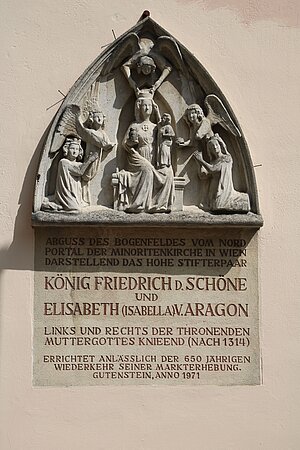 ABGUSS DES BOGENFELDES VOM NORD
PORTAL DER MINORITENKIRCHE IN WIEN
DARSTELLEND DAS HOHE STIFTERPAAR
KÖNIG FRIEDRICH D. SCHÖNE
UND
ELISABETH (ISABELLA) V. ARAGON
LINKS UND RECHTS DER THRONENDEN
MUTTERGOTTES KNIEEND (NACH 1314)
ERRICHTET ANLÄSSLICH DER 650 JÄHRIGEN
WIEDERKEHR SEINER MARKTERHEBUNG.
GUTENSTEIN, ANNO 1971